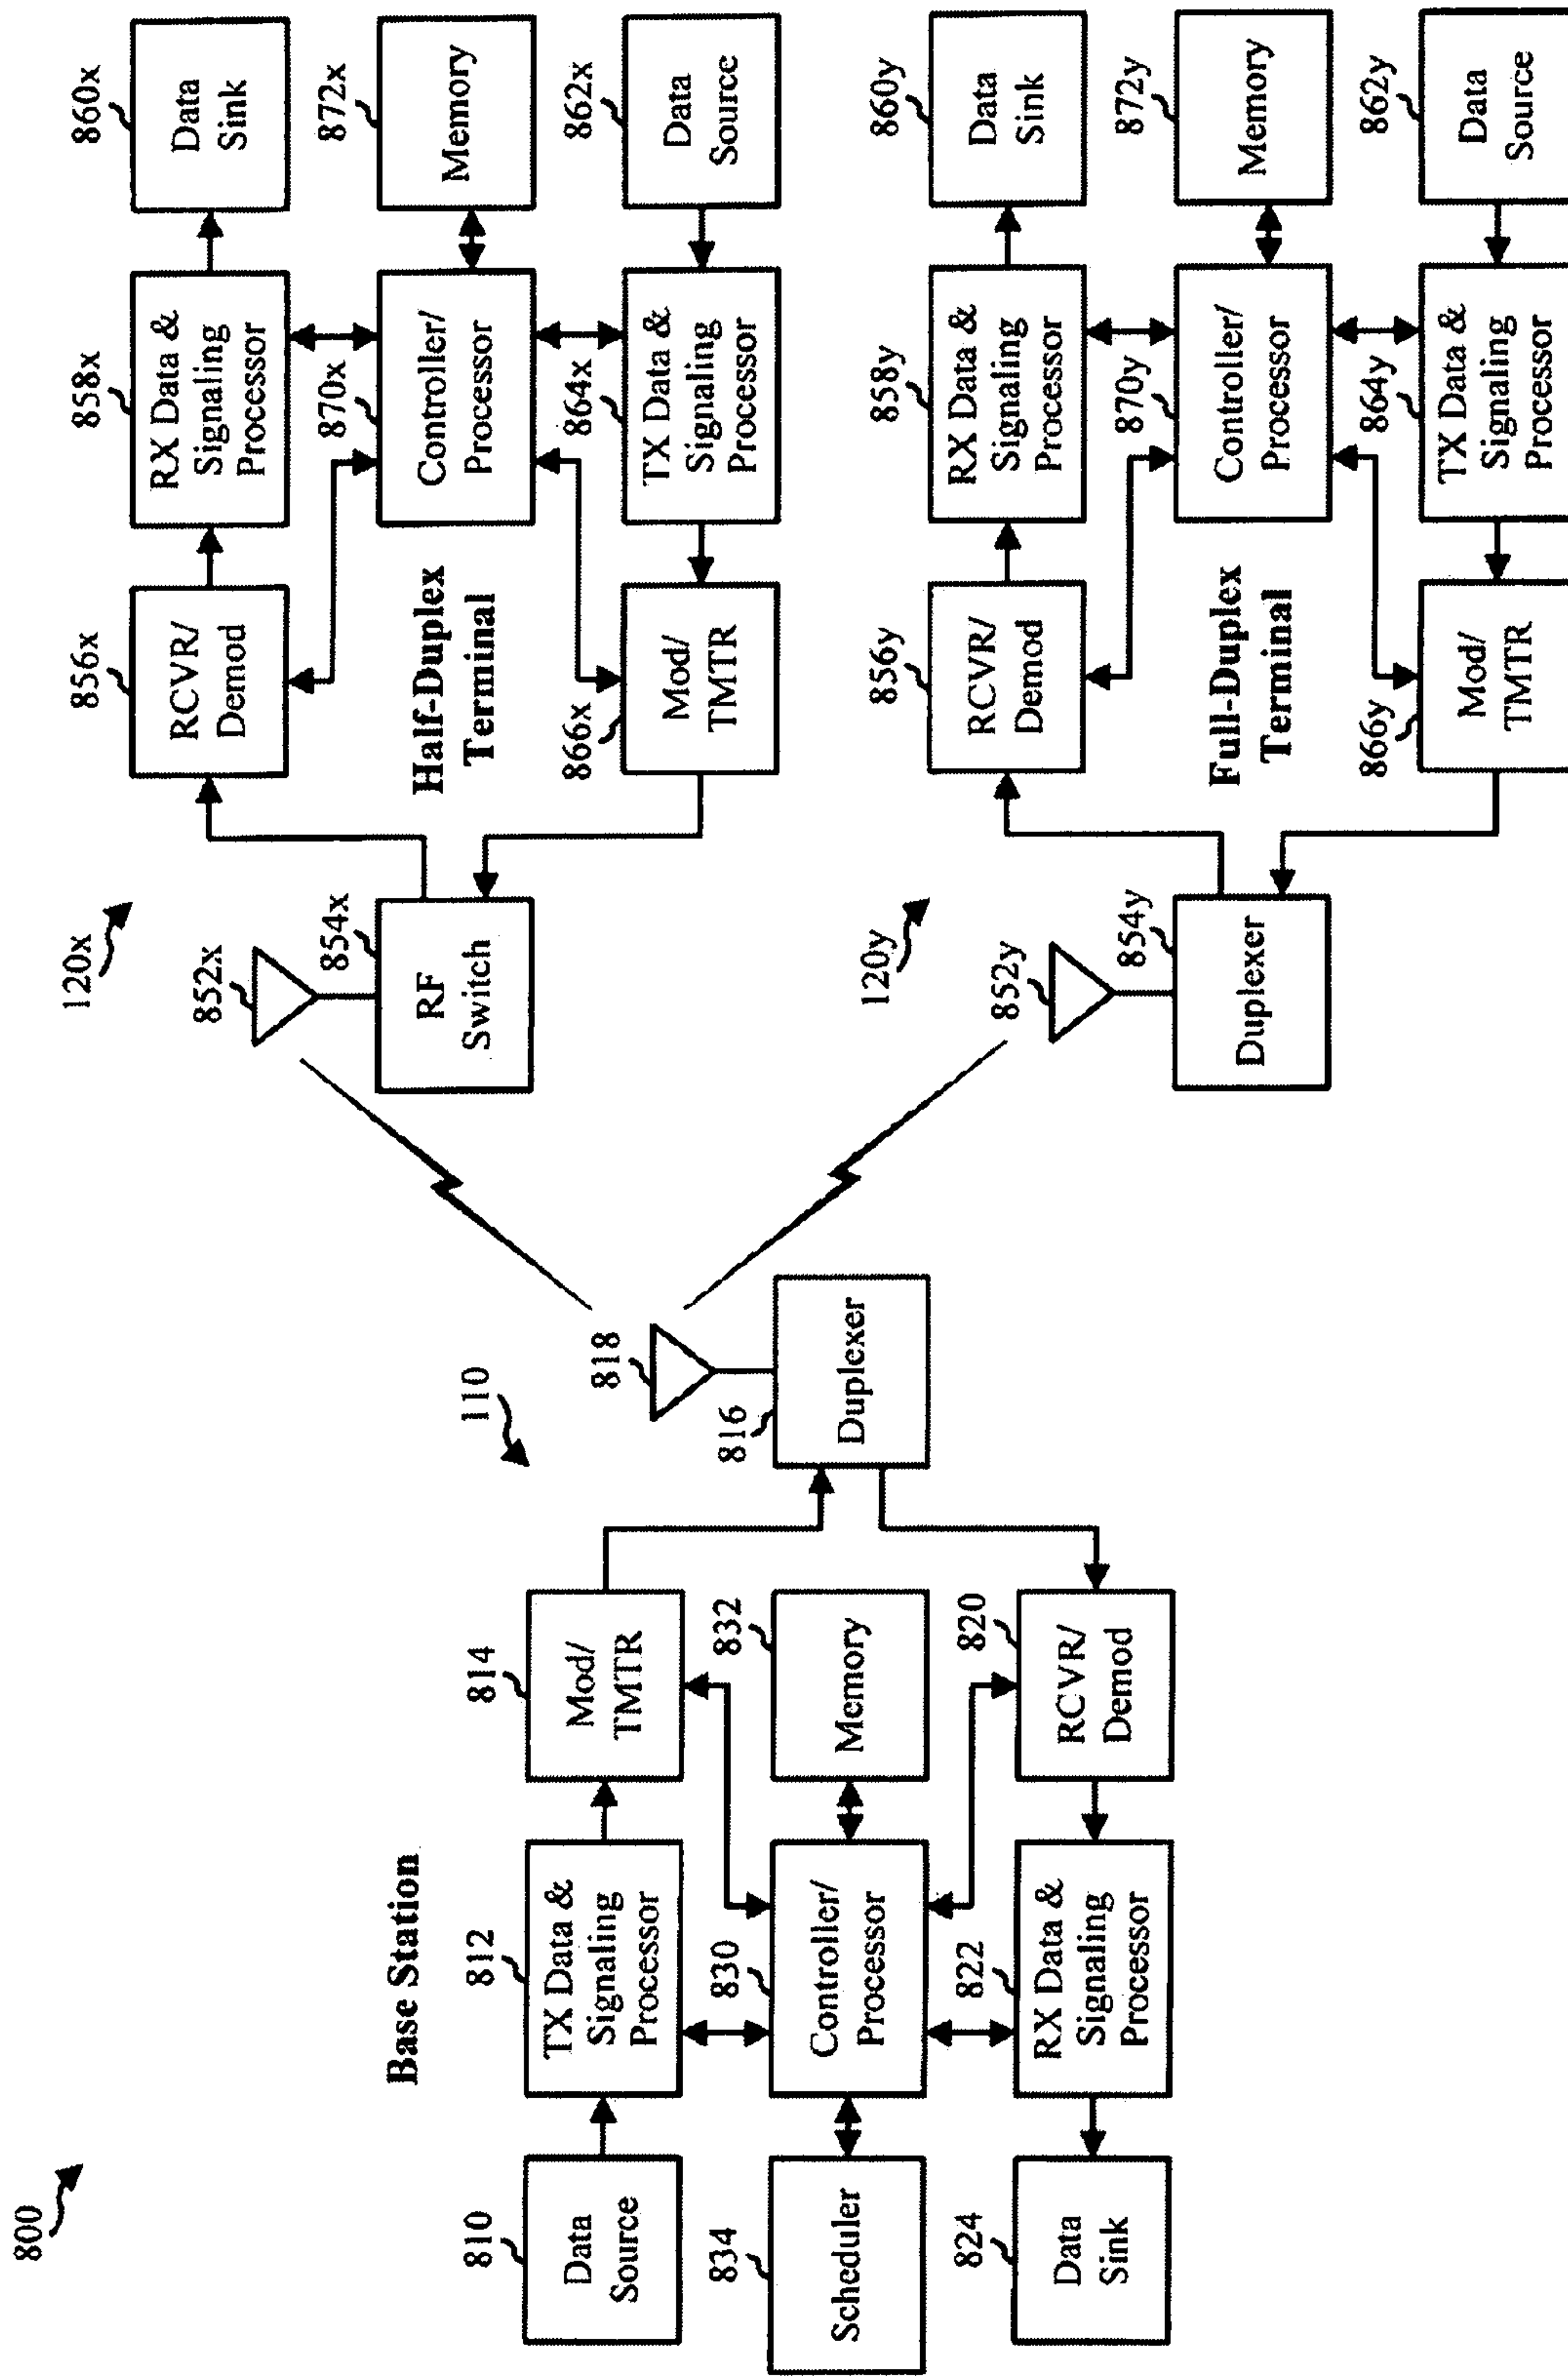 800
Base Station
110
810
Data
Source
812
TX Data &
Signaling
Processor
814
Mod/
TMTR
816
Duplexer
818
834
Scheduler
830
Controller/
Processor
832
Memory
824
Data
Sink
822
RX Data &
Signaling
Processor
820
RCVR/
Demod
120x
852x
854x
RF
Switch
856x
RCVR/
Demod
858x
RX Data &
Signaling
Processor
860x
Data
Sink
Half-Duplex
Terminal
870x
Controller/
Processor
872x
Memory
866x
Mod/
TMTR
864x
TX Data &
Signaling
Processor
862x
Data
Source
120y
852y
854y
Duplexer
856y
RCVR/
Demod
858y
RX Data &
Signaling
Processor
860y
Data
Sink
Full-Duplex
Terminal
870y
Controller/
Processor
872y
Memory
866y
Mod/
TMTR
864y
TX Data &
Signaling
Processor
862y
Data
Source